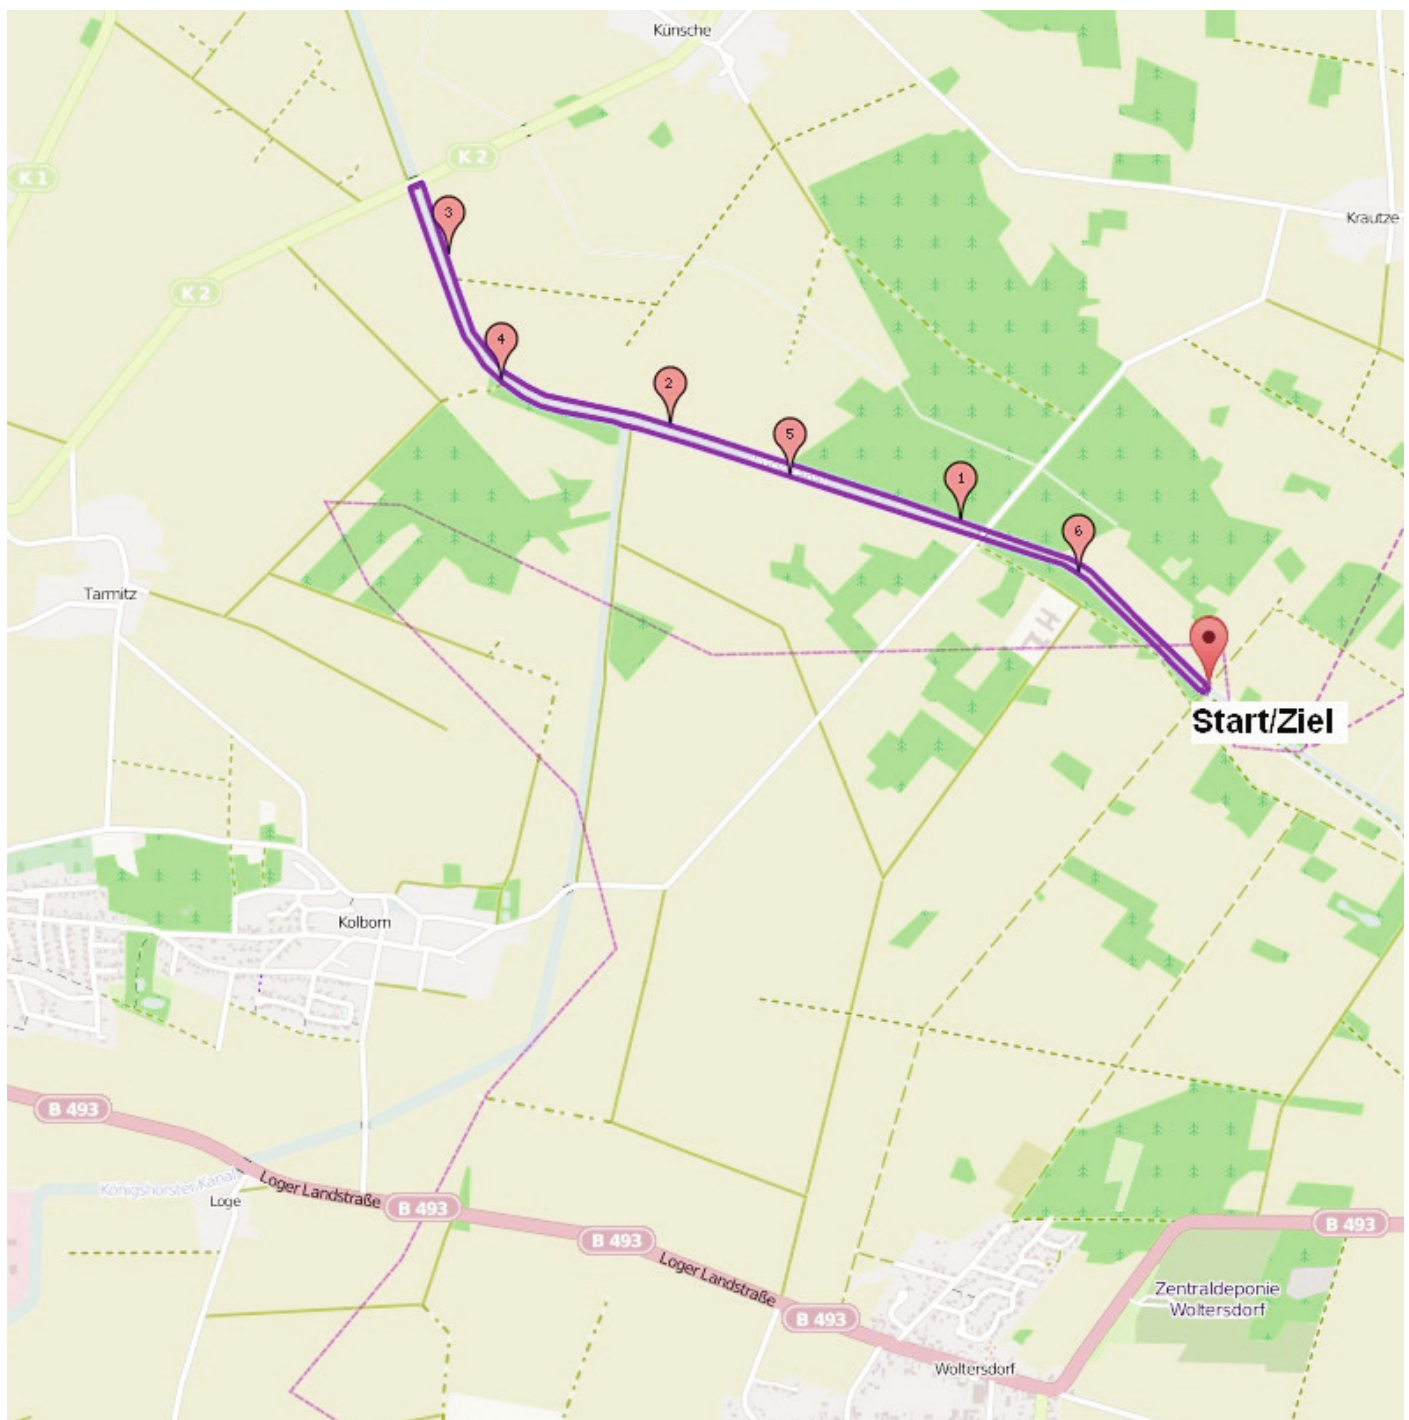 Künsche
K 2
K 1
3
Krautze
K 2
4
2
5
1
6
Tarmitz
Start/Ziel
Kolborn
B 493
Königshorster Kanal
Loger Landstraße
Loge
B 493
B 493
B 493
Loger Landstraße
Zentraldeponie
Woltersdorf
B 493
Woltersdorf